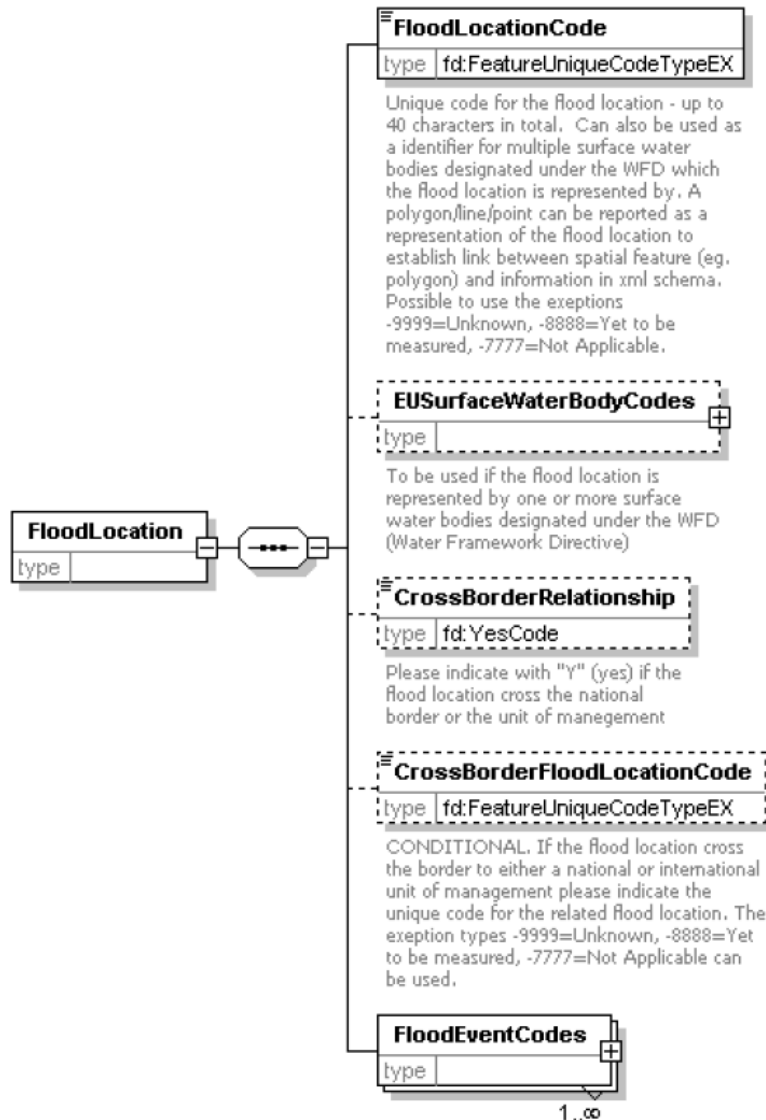 FloodLocationCode
type fd:FeatureUniqueCodeTypeEX
Unique code for the flood location - up to
40 characters in total. Can also be used as
a identifier for multiple surface water
bodies designated under the WFD which
the flood location is represented by. A
polygon/line/point can be reported as a
representation of the flood location to
establish link between spatial feature (eg.
polygon) and information in xml schema.
Possible to use the exeptions
-9999=Unknown, -8888=Yet to be
measured, -7777=Not Applicable.
EUSurfaceWaterBodyCodes
type
To be used if the flood location is
represented by one or more surface
water bodies designated under the WFD
(Water Framework Directive)
FloodLocation
type
CrossBorderRelationship
type fd:YesCode
Please indicate with "Y" (yes) if the
flood location cross the national
border or the unit of manegement
CrossBorderFloodLocationCode
type fd:FeatureUniqueCodeTypeEX
CONDITIONAL. If the flood location cross
the border to either a national or international
unit of management please indicate the
unique code for the related flood location. The
exeption types -9999=Unknown, -8888=Yet
to be measured, -7777=Not Applicable can
be used.
FloodEventCodes
type
1..∞